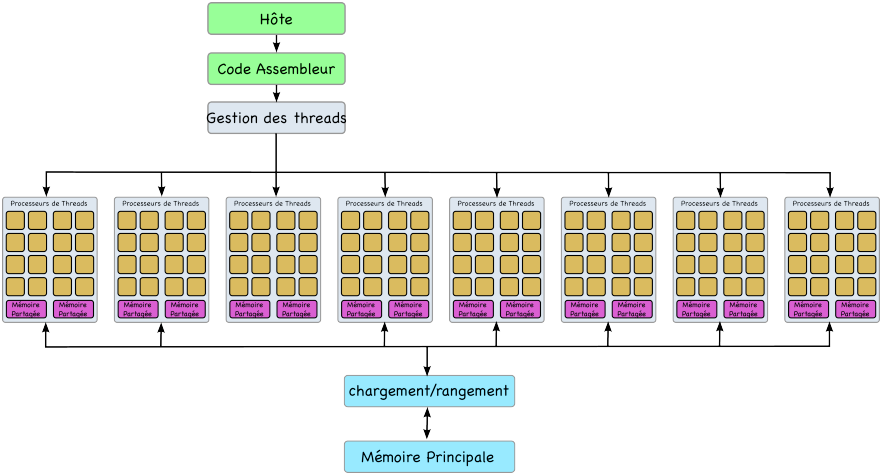 Hôte
Code Assembleur
Gestion des threads
Processeurs de Threads Processeurs de Threads Processeurs de Threads Processeurs de Threads Processeurs de Threads Processeurs de Threads Processeurs de Threads Processeurs de Threads
Mémoire Mémoire Mémoire Mémoire Mémoire Mémoire Mémoire Mémoire Mémoire Mémoire Mémoire Mémoire Mémoire Mémoire Mémoire Mémoire
Partagée Partagée Partagée Partagée Partagée Partagée Partagée Partagée Partagée Partagée Partagée Partagée Partagée Partagée Partagée Partagée
chargement/rangement
Mémoire Principale